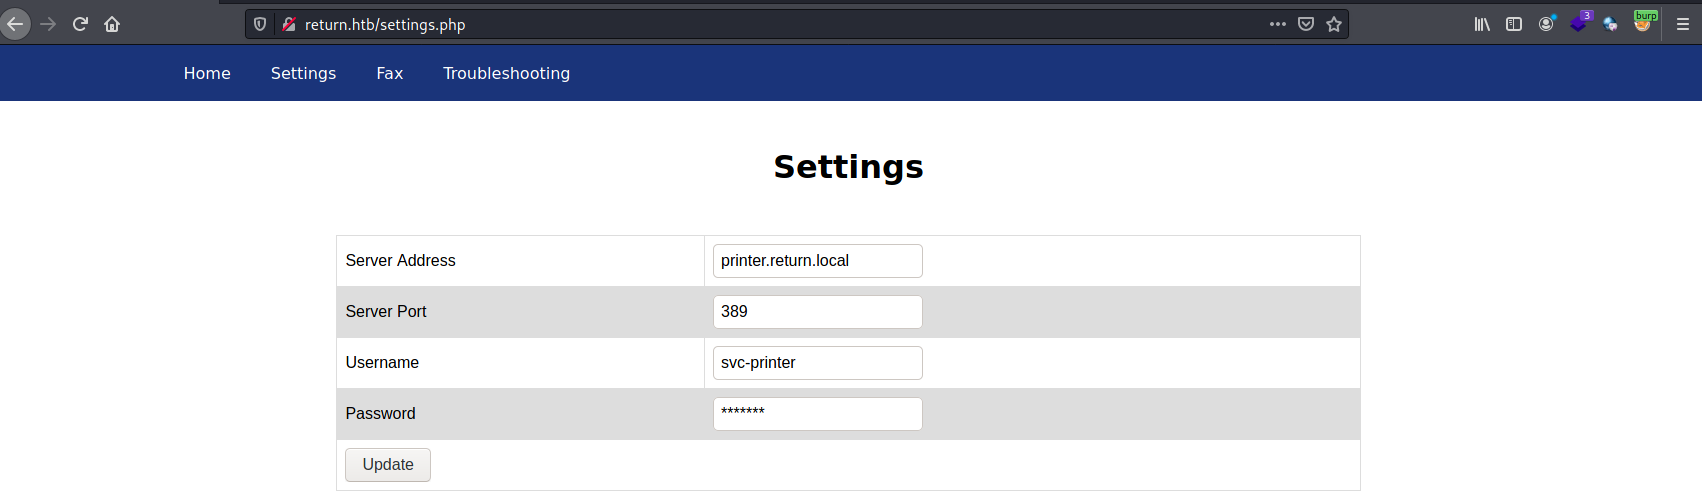 return.htb/settings.php
3
burp
Home Settings Fax Troubleshooting
Settings
Server Address printer.return.local
Server Port 389
Username svc-printer
Password *******
Update